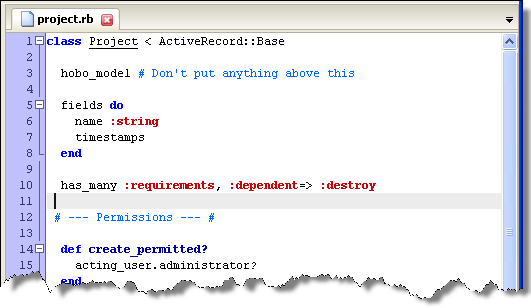 project.rb
1 class Project < ActiveRecord::Base
2
3 hobo_model # Don't put anything above this
4
5 fields do
6 name :string
7 timestamps
8 end
9
10 has_many :requirements, :dependent=> :destroy
11
12 # --- Permissions --- #
13
14 def create_permitted?
15 acting_user.administrator?
end